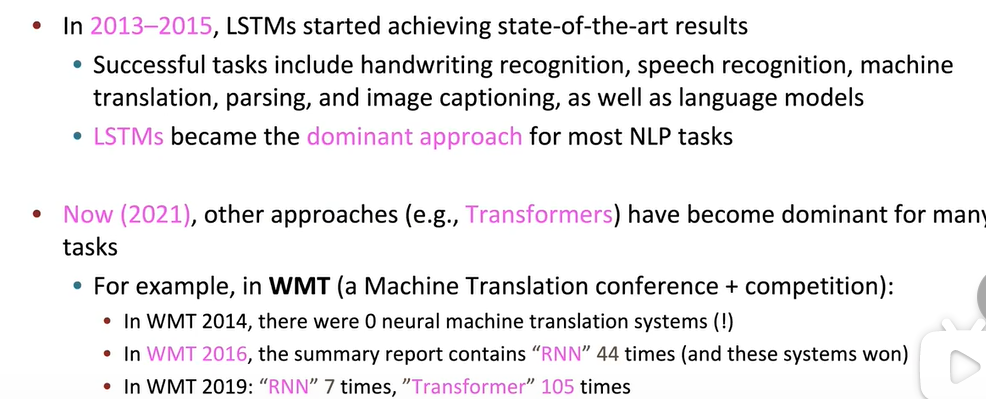 • In 2013–2015, LSTMs started achieving state-of-the-art results
• Successful tasks include handwriting recognition, speech recognition, machine
translation, parsing, and image captioning, as well as language models
• LSTMs became the dominant approach for most NLP tasks
• Now (2021), other approaches (e.g., Transformers) have become dominant for many
tasks
• For example, in WMT (a Machine Translation conference + competition):
• In WMT 2014, there were 0 neural machine translation systems (!)
• In WMT 2016, the summary report contains “RNN” 44 times (and these systems won)
• In WMT 2019: “RNN” 7 times, ”Transformer” 105 times